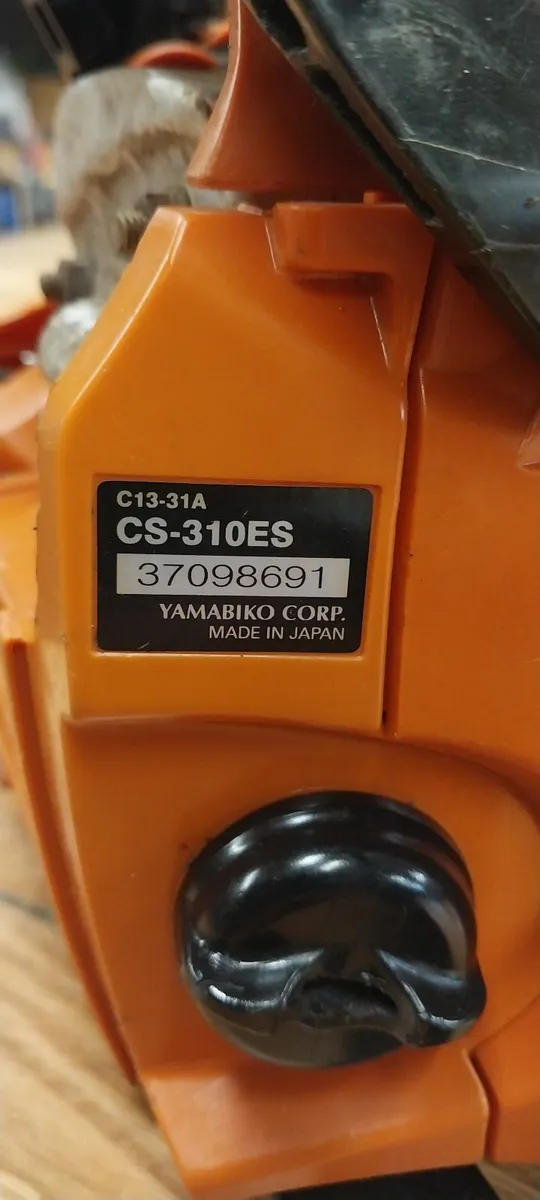 C13-31A
CS-310ES
37098691
YAMABIKO CORP.
MADE IN JAPAN